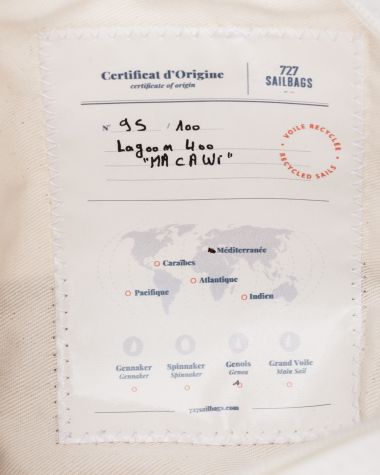 Certificat d'Origine
certificate of origin
727
SAILBAGS
N° 95 / 100
Lagoon 400
"MACAWI"
VOILE RECYCLÉE
RECYCLED SAILS
Méditerranée
Caraïbes
Atlantique
Pacifique
Indien
Gennaker
Gennaker
Spinnaker
Spinnaker
Genois
Genoa
Grand Voile
Main Sail
727sailbags.com